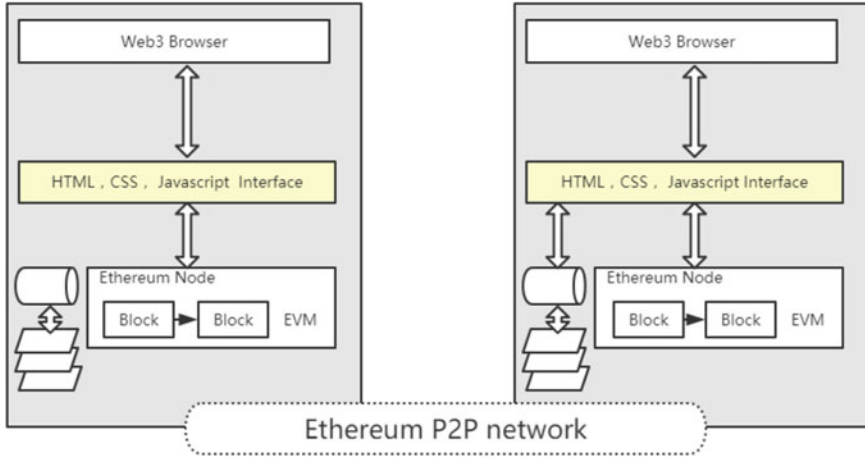 Web3 Browser
HTML , CSS , Javascript Interface
Ethereum Node
Block
Block
EVM
Web3 Browser
HTML , CSS , Javascript Interface
Ethereum Node
Block
Block
EVM
Ethereum P2P network